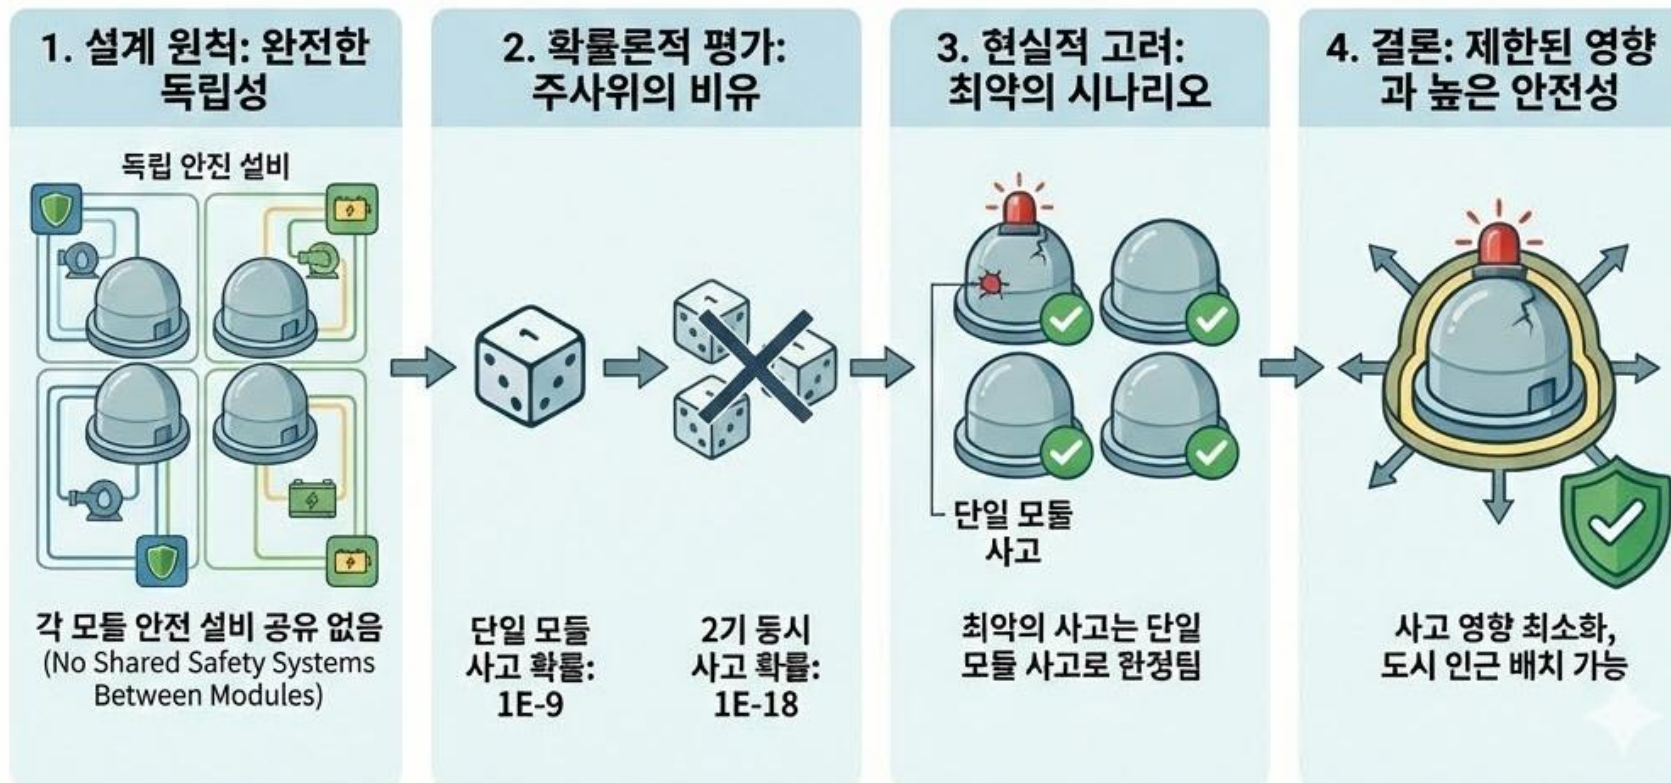 1. 설계 원칙: 완전한
독립성
독립 안진 설비
각 모들 안전 설비 공유 없음
(No Shared Safety Systems
Between Modules)
2. 확률론적 평가:
주사위의 비유
단일 모들
사고 확률:
1E-9
2기 동시
사고 확률:
1E-18
3. 현실적 고려:
최악의 시나리오
단일 모듈
사고
최악의 사고는 단일
모듈 사고로
4. 결론: 제한된 영향
과 높은 안전성
사고 영향 최소화,
도시 인근 배치 가능